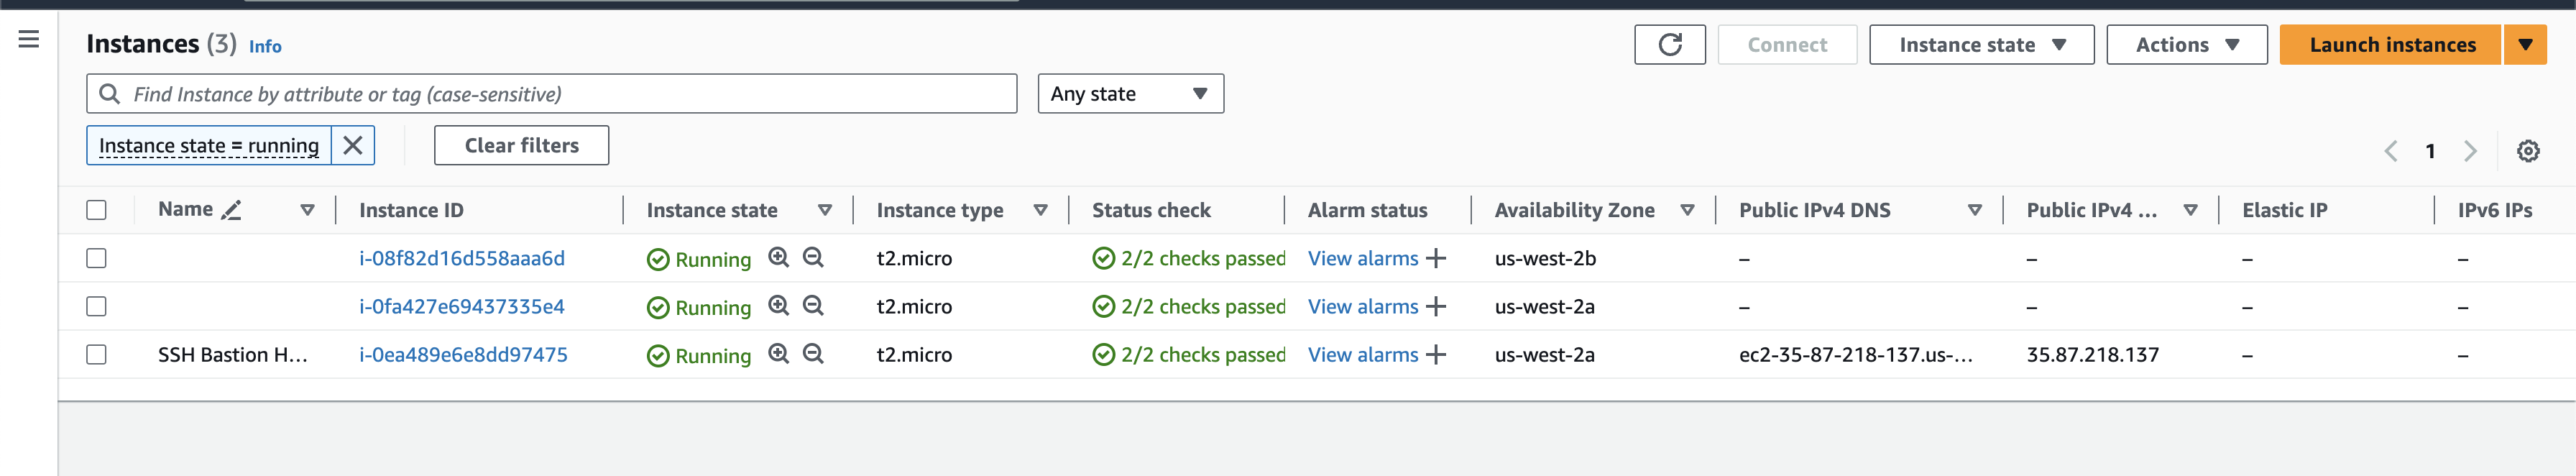 Instances (3) Info
Connect
Instance state
Actions
Launch instances
Find Instance by attribute or tag (case-sensitive)
Any state
Instance state = running
Clear filters
1
Name Instance ID Instance state Instance type Status check Alarm status Availability Zone Public IPv4 DNS Public IPv4 ... Elastic IP IPv6 IPs
i-08f82d16d558aaa6d Running t2.micro 2/2 checks passed View alarms us-west-2b – – – –
i-0fa427e69437335e4 Running t2.micro 2/2 checks passed View alarms us-west-2a – – – –
SSH Bastion H... i-0ea489e6e8dd97475 Running t2.micro 2/2 checks passed View alarms us-west-2a ec2-35-87-218-137.us-... 35.87.218.137 – –